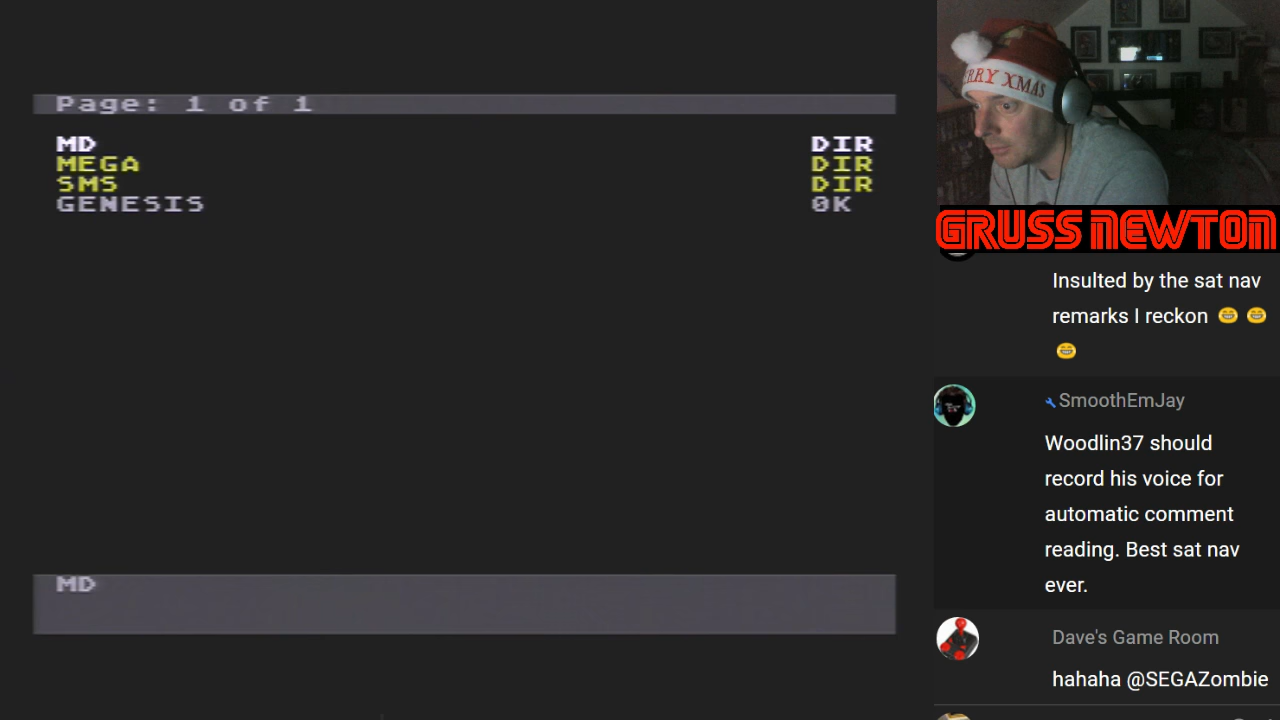 Page: 1 of 1
MD DIR
MEGA DIR
SMS DIR
GENESIS 0K
MD
RRY XMAS
GRUSS NEWTON
Insulted by the sat nav
remarks I reckon 😂 😂
😂
SmoothEmJay
Woodlin37 should
record his voice for
automatic comment
reading. Best sat nav
ever.
Dave's Game Room
hahaha @SEGAZombie